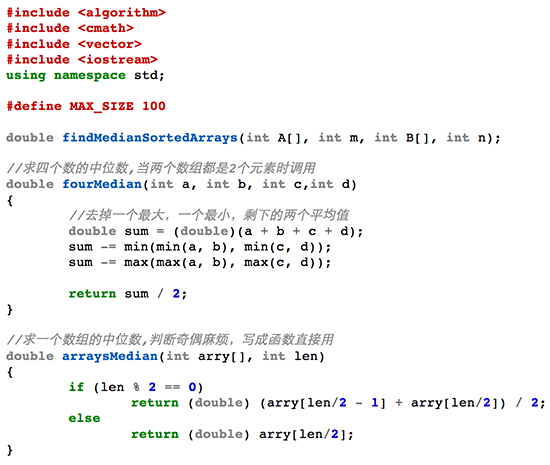 #include <algorithm>
#include <cmath>
#include <vector>
#include <iostream>
using namespace std;
#define MAX_SIZE 100
double findMedianSortedArrays(int A[], int m, int B[], int n);
//求四个数的中位数,当两个数组都是2个元素时调用
double fourMedian(int a, int b, int c,int d)
{
//去掉一个最大，一个最小，剩下的两个平均值
double sum = (double)(a + b + c + d);
sum -= min(min(a, b), min(c, d));
sum -= max(max(a, b), max(c, d));
return sum / 2;
}
//求一个数组的中位数,判断奇偶麻烦，写成函数直接用
double arraysMedian(int arry[], int len)
{
if (len % 2 == 0)
return (double) (arry[len/2 - 1] + arry[len/2]) / 2;
else
return (double) arry[len/2];
}